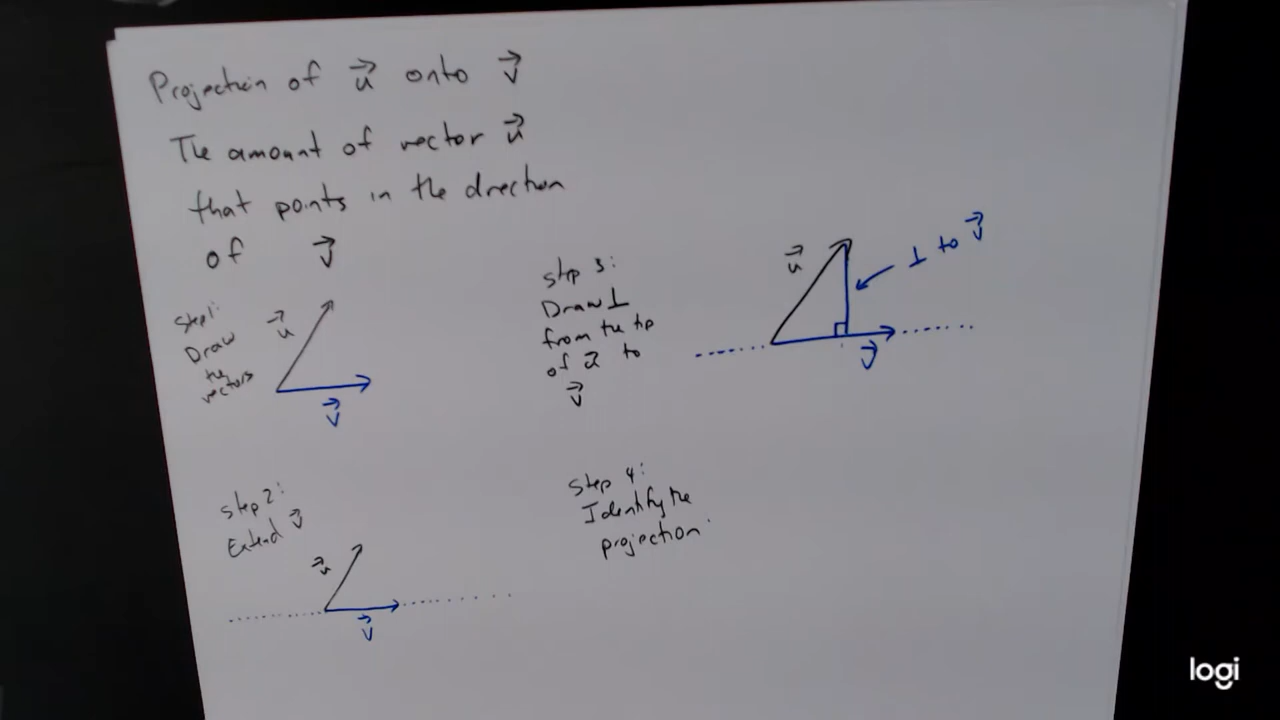 Projection of u⃗ onto v⃗
The amount of vector u⃗
that points in the direction
of v⃗
Step 1:
Draw
the
vectors
u⃗
v⃗
Step 2:
Extend v⃗
u⃗
v⃗
Step 3:
Draw ⊥
from the tip
of u⃗ to
v⃗
u⃗
⊥ to v⃗
v⃗
Step 4:
Identify the
projection
logi